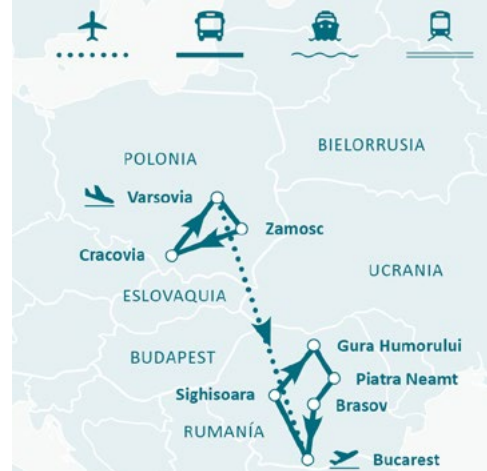 POLONIA
BIELORRUSIA
Varsovia
Zamosc
Cracovia
UCRANIA
ESLOVAQUIA
Gura Humorului
BUDAPEST
Piatra Neamt
Sighisoara
Brasov
RUMANÍA
Bucarest